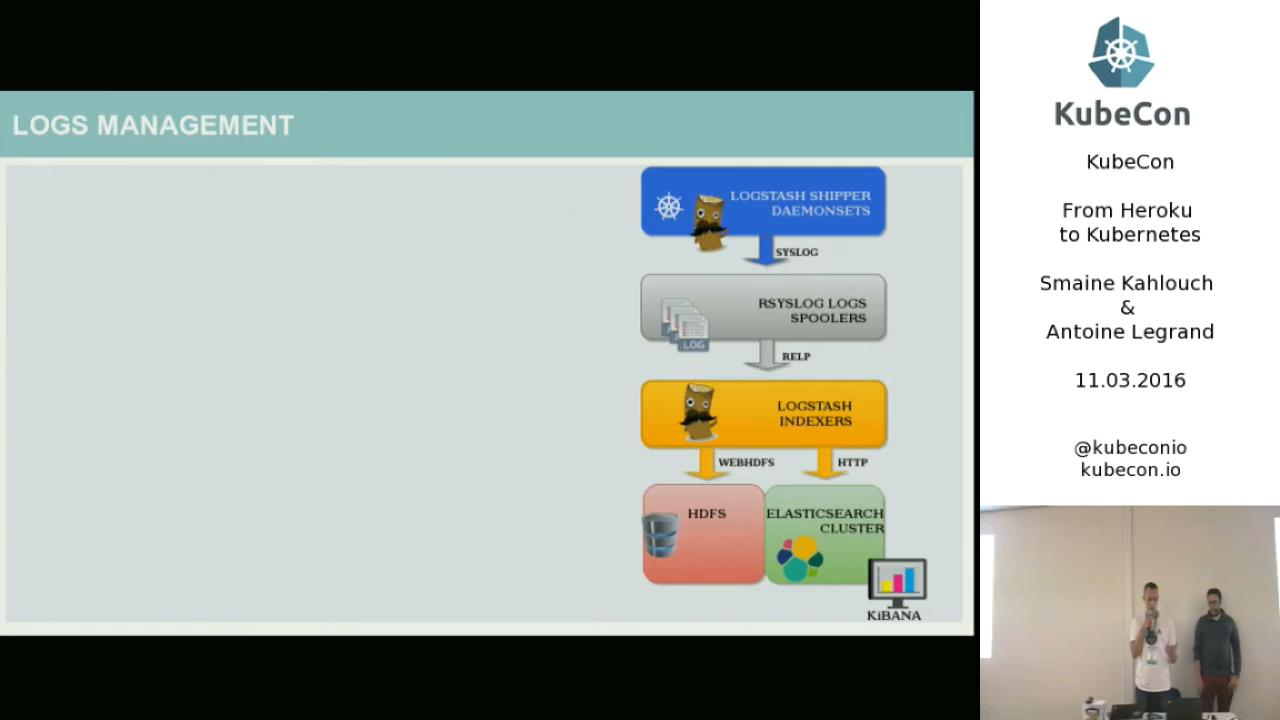 LOGS MANAGEMENT
LOGSTASH SHIPPER
DAEMONSETS
SYSLOG
RSYSLOG LOGS
SPOOLERS
LOG
RELP
LOGSTASH
INDEXERS
WEBHDFS
HTTP
HDFS
ELASTICSEARCH
CLUSTER
KiBANA
KubeCon
KubeCon
From Heroku
to Kubernetes
Smaine Kahlouch
&
Antoine Legrand
11.03.2016
@kubeconio
kubecon.io